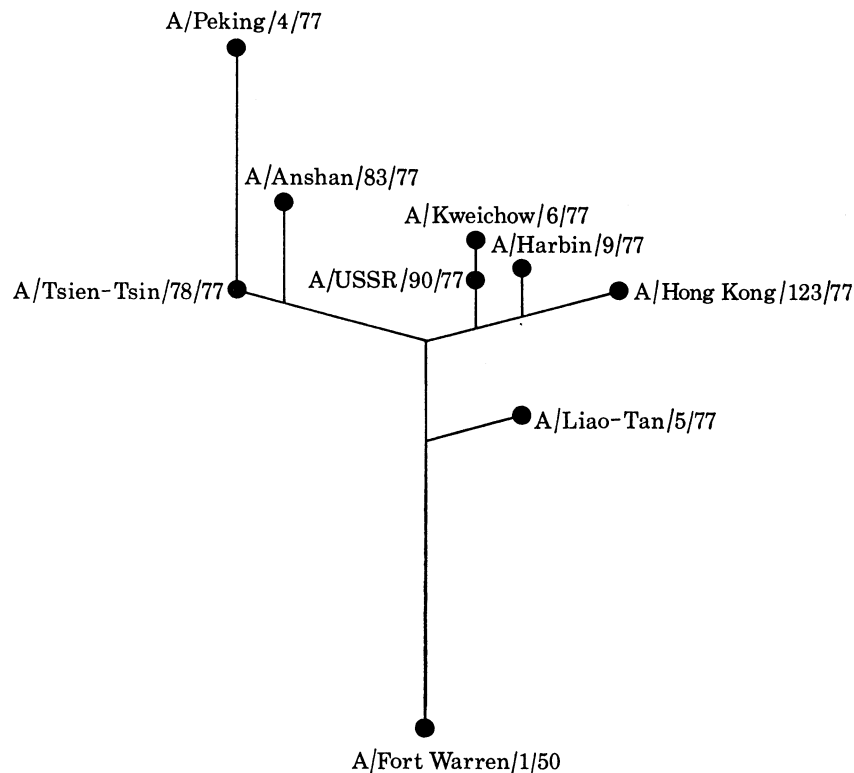 A/Peking/4/77
A/Anshan/83/77
A/Kweichow/6/77
A/Harbin/9/77
A/USSR/90/77
A/Tsien-Tsin/78/77
A/Hong Kong/123/77
A/Liao-Tan/5/77
A/Fort Warren/1/50